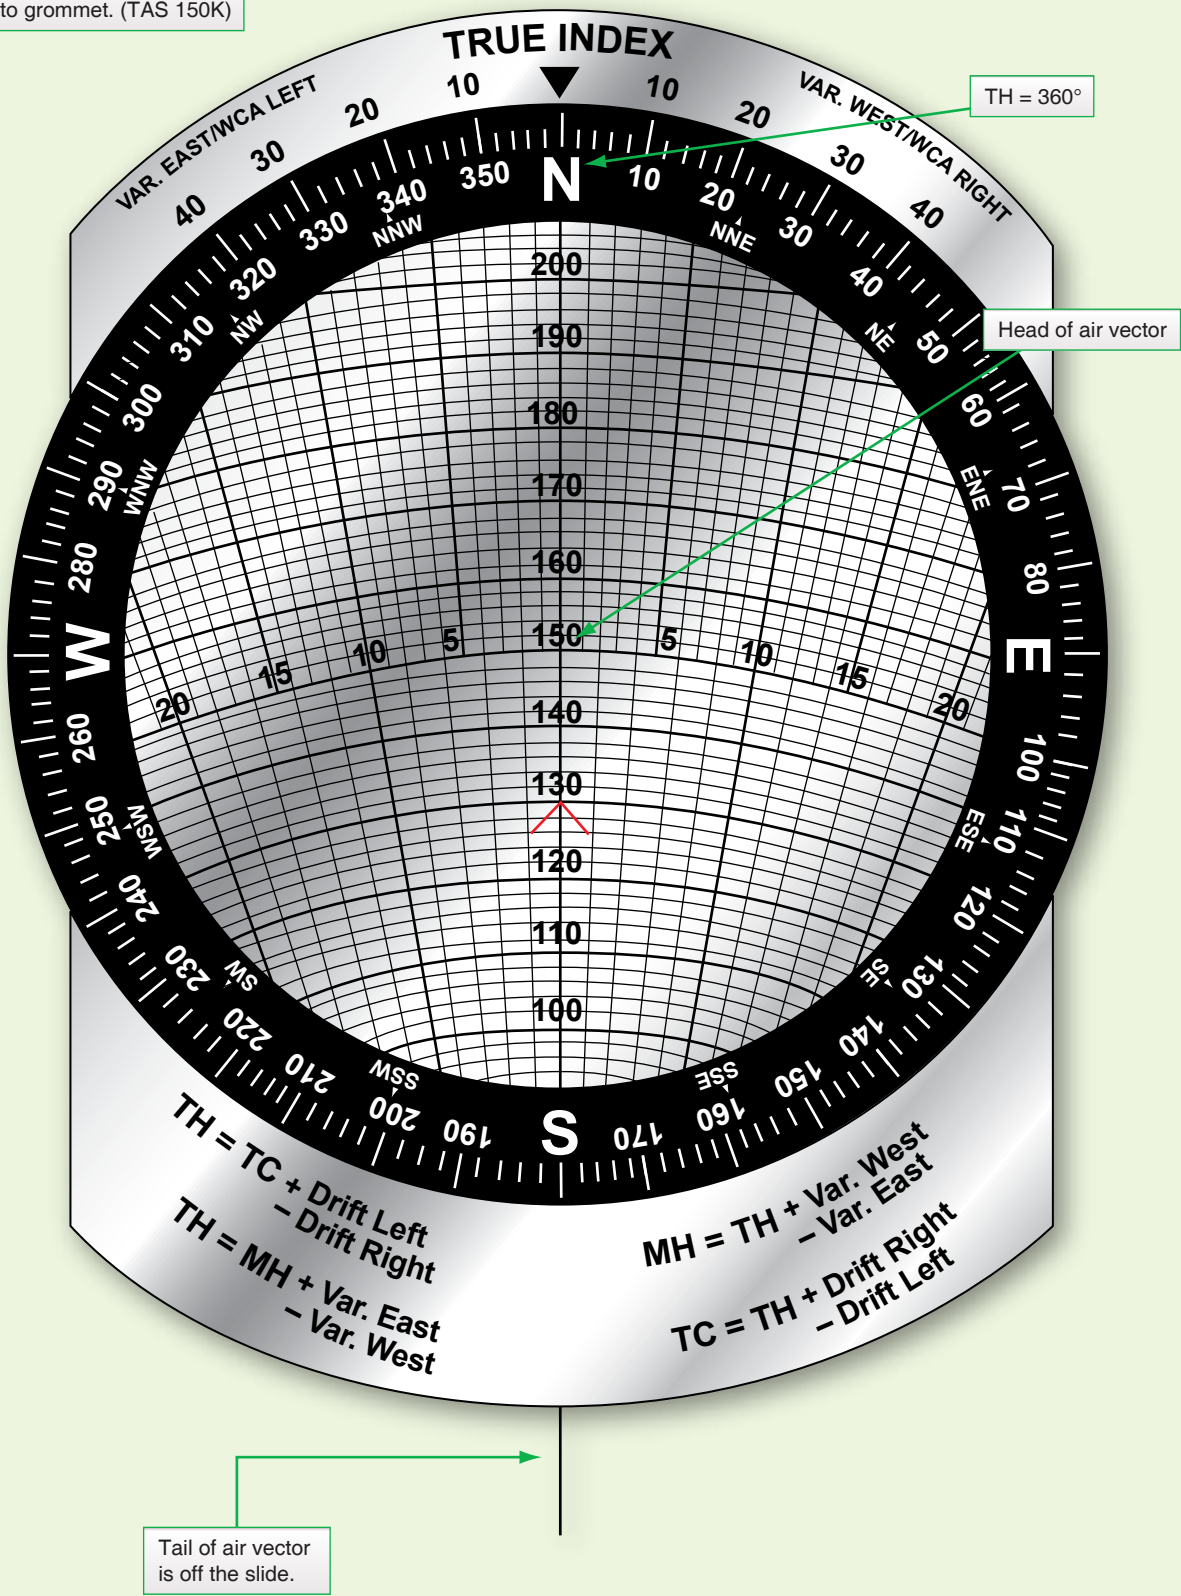 to grommet. (TAS 150K)
TRUE INDEX
VAR. EAST/WCA LEFT
VAR. WEST/WCA RIGHT
40 30 20 10 10 20 30 40
TH = 360°
Head of air vector
N 10 20 30 40 50 60 70 80 E 100 110 120 130 140 150 160 170 S 190 200 210 220 230 240 250 260 W 280 290 300 310 320 330 340 350
NNE NE ENE ESE SE SSE SSW SW WSW WNW NW NNW
200
190
180
170
160
20 15 10 5 150 5 10 15 20
140
130
120
110
100
TH = TC + Drift Left
– Drift Right
TH = MH + Var. East
– Var. West
MH = TH + Var. West
– Var. East
TC = TH + Drift Right
– Drift Left
Tail of air vector
is off the slide.